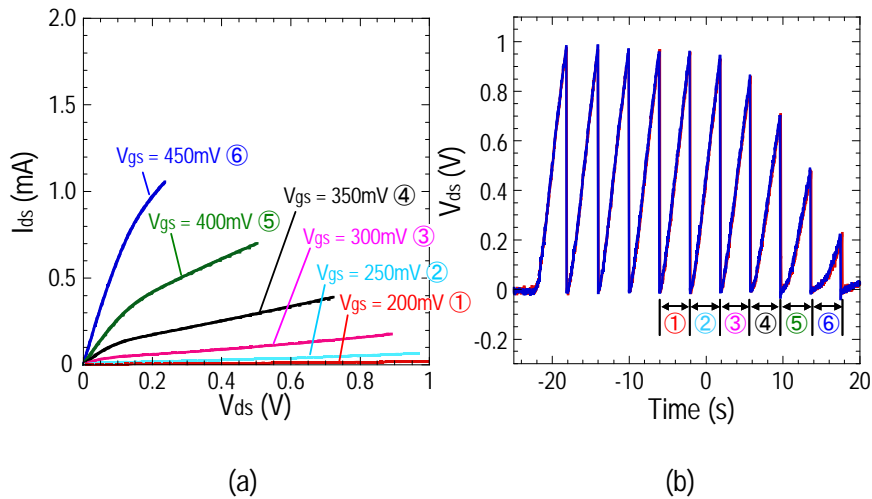 2.0
1.5
1.0
0.5
0
0
0.2
0.4
0.6
0.8
1
Ids (mA)
Vds (V)
Vgs = 450mV ⑥
Vgs = 400mV ⑤
Vgs = 350mV ④
Vgs = 300mV ③
Vgs = 250mV ②
Vgs = 200mV ①
(a)
1
0.8
0.6
0.4
0.2
0
-0.2
-20
-10
0
10
20
Vds (V)
Time (s)
① ② ③ ④ ⑤ ⑥
(b)